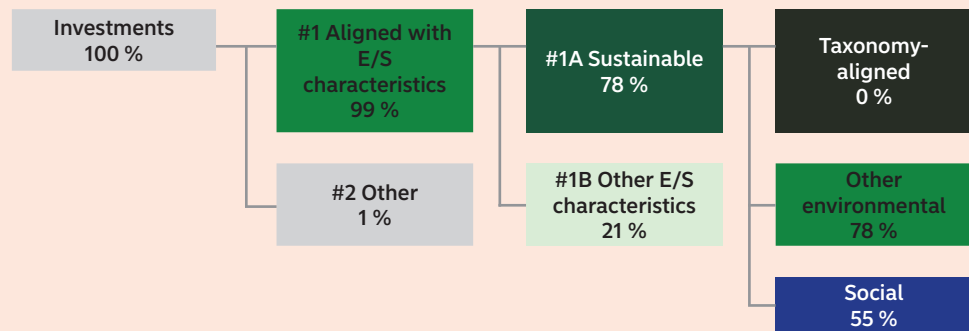 Investments
100 %
#1 Aligned with
E/S
characteristics
99 %
#1A Sustainable
78 %
Taxonomy-
aligned
0 %
#2 Other
1 %
#1B Other E/S
characteristics
21 %
Other
environmental
78 %
Social
55 %